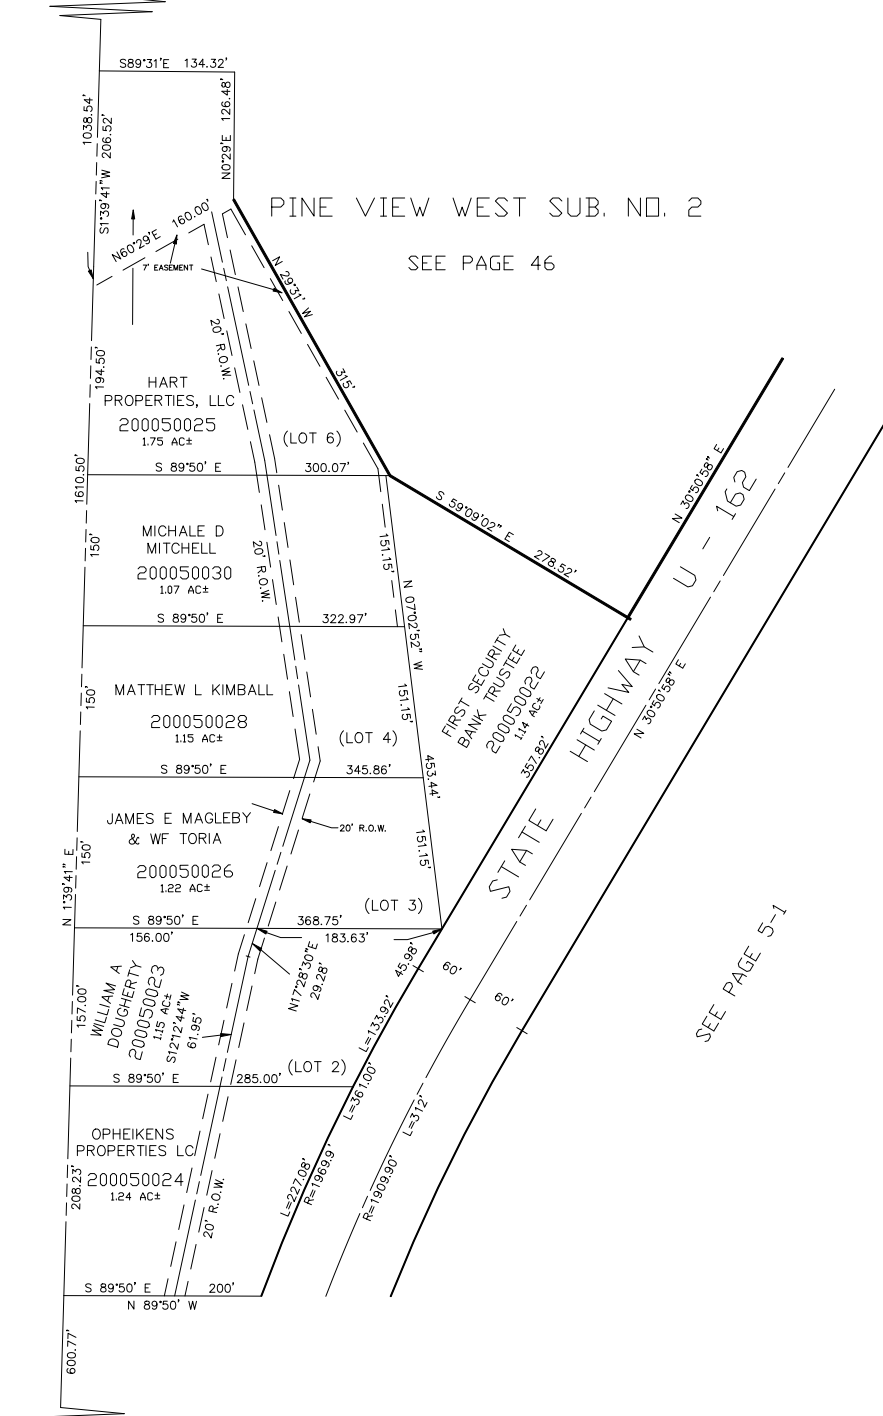 S89°31'E 134.32'
1038.54'
S1°39'41"W 206.52'
N0°29'E 126.48'
PINE VIEW WEST SUB. NO. 2
SEE PAGE 46
N60°29'E 160.00'
7' EASEMENT
N 29°31' W
315'
20' R.O.W.
194.50'
HART
PROPERTIES, LLC
200050025
1.75 AC±
(LOT 6)
S 89°50' E 300.07'
1610.50'
S 59°09'02" E 278.52'
N 30°50'58" E
U - 162
150'
MICHALE D
MITCHELL
200050030
1.07 AC±
20' R.O.W.
151.15'
N 07°02'52" W
S 89°50' E 322.97'
150'
MATTHEW L KIMBALL
200050028
1.15 AC±
(LOT 4)
151.15'
453.44'
FIRST SECURITY
BANK TRUSTEE
200050022
1.14 AC±
357.82'
STATE HIGHWAY
N 30°50'58" E
S 89°50' E 345.86'
N 1°39'41" E
150'
JAMES E MAGLEBY
& WF TORIA
200050026
1.22 AC±
20' R.O.W.
151.15'
(LOT 3)
S 89°50' E 368.75'
156.00'
183.63'
N17°28'30"E
29.28'
45.98'
60'
60'
SEE PAGE 5-1
157.00'
WILLIAM A
DOUGHERTY
200050023
1.15 AC±
S12°12'44"W
61.95'
L=133.92'
(LOT 2)
S 89°50' E 285.00'
L=361.00'
L=312'
OPHEIKENS
PROPERTIES LC
200050024
1.24 AC±
208.23'
20' R.O.W.
L=227.08'
R=1969.9'
R=1909.90'
S 89°50' E 200'
N 89°50' W
600.77'